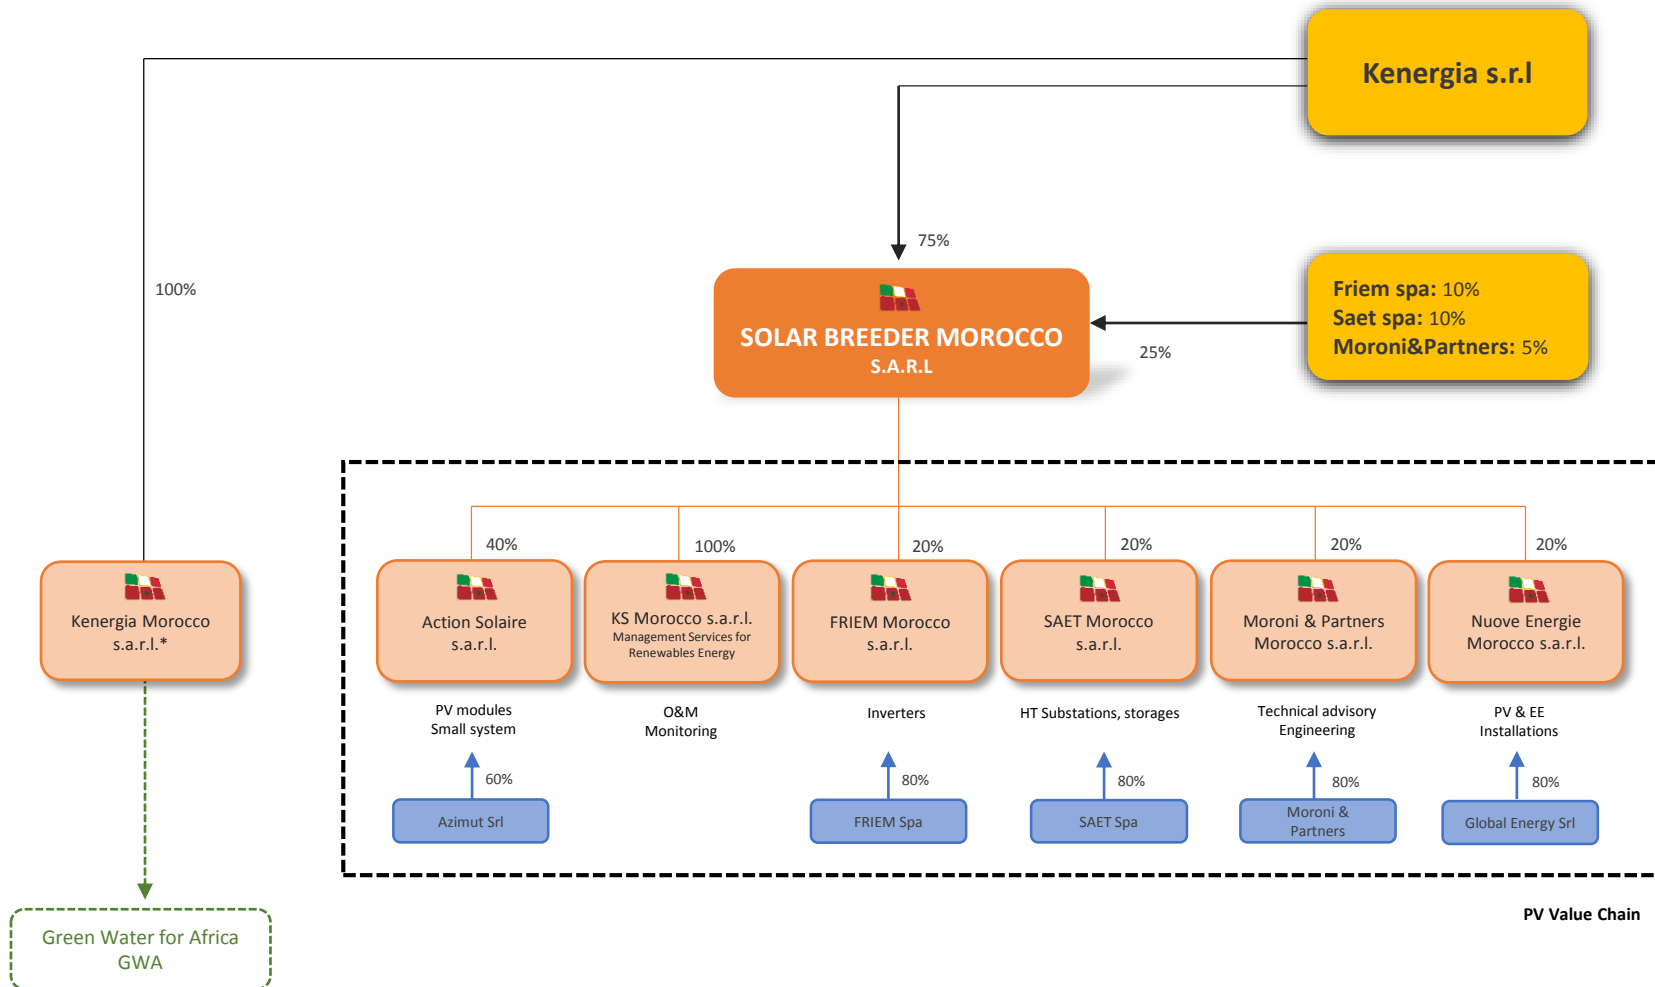 Kenergia s.r.l
75%
100%
SOLAR BREEDER MOROCCO
S.A.R.L
25%
Friem spa: 10%
Saet spa: 10%
Moroni&Partners: 5%
40%
100%
20%
20%
20%
20%
Kenergia Morocco
s.a.r.l.*
Action Solaire
s.a.r.l.
KS Morocco s.a.r.l.
Management Services for
Renewables Energy
FRIEM Morocco
s.a.r.l.
SAET Morocco
s.a.r.l.
Moroni & Partners
Morocco s.a.r.l.
Nuove Energie
Morocco s.a.r.l.
PV modules
Small system
O&M
Monitoring
Inverters
HT Substations, storages
Technical advisory
Engineering
PV & EE
Installations
60%
80%
80%
80%
80%
Azimut Srl
FRIEM Spa
SAET Spa
Moroni &
Partners
Global Energy Srl
PV Value Chain
Green Water for Africa
GWA